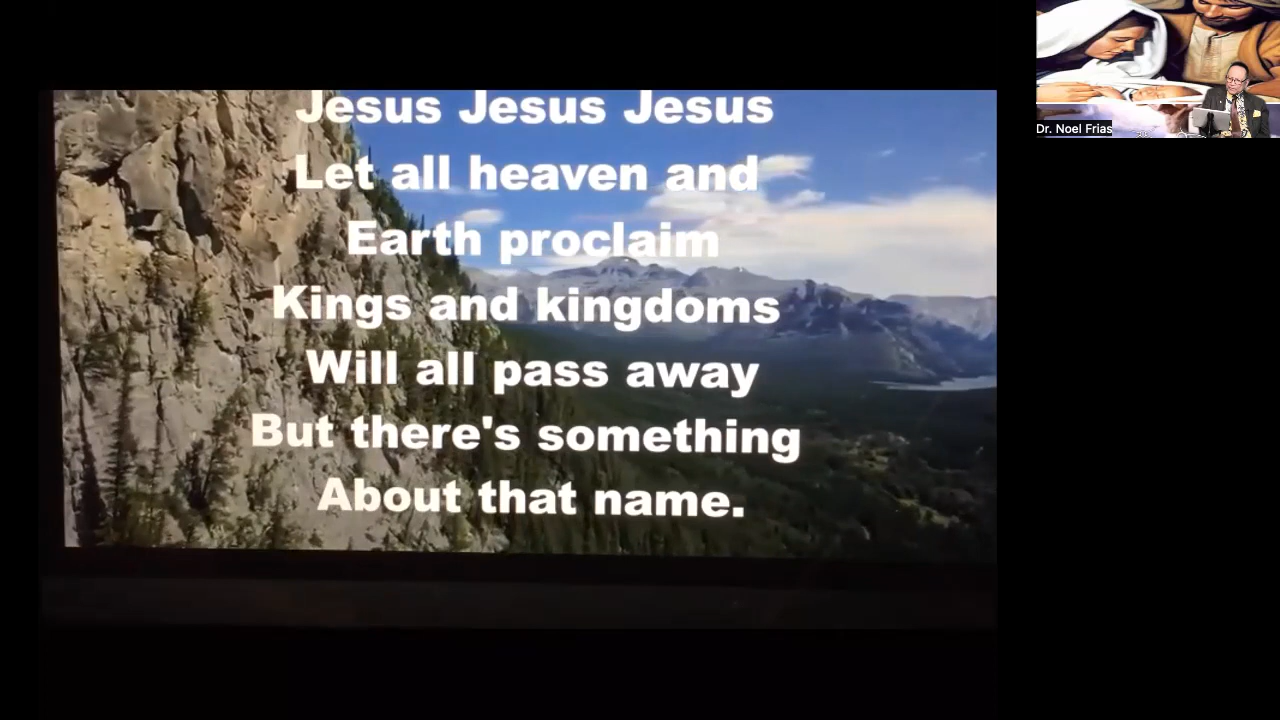 Jesus Jesus Jesus
Let all heaven and
Earth proclaim
Kings and kingdoms
Will all pass away
But there's something
About that name.
Dr. Noel Frias